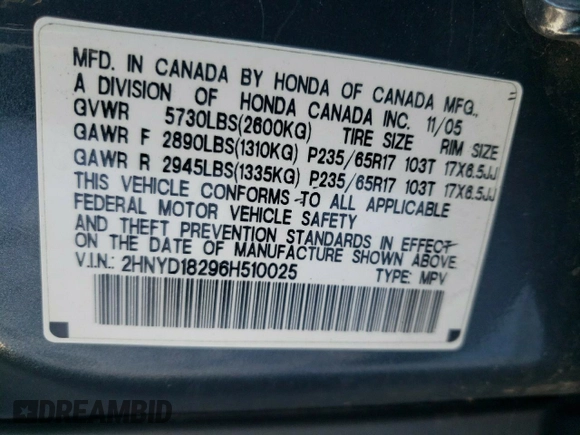 MFD. IN CANADA BY HONDA OF CANADA MFG.,
A DIVISION OF HONDA CANADA INC. 11/05
GVWR 5730LBS(2600KG) TIRE SIZE RIM SIZE
GAWR F 2890LBS(1310KG) P235/65R17 103T 17X6.5JJ
GAWR R 2945LBS(1335KG) P235/65R17 103T 17X6.5JJ
THIS VEHICLE CONFORMS TO ALL APPLICABLE
FEDERAL MOTOR VEHICLE SAFETY
AND THEFT PREVENTION STANDARDS IN EFFECT
ON THE DATE OF MANUFACTURE SHOWN ABOVE.
V.I.N.: 2HNYD18296H510025 TYPE: MPV
DREAMBID